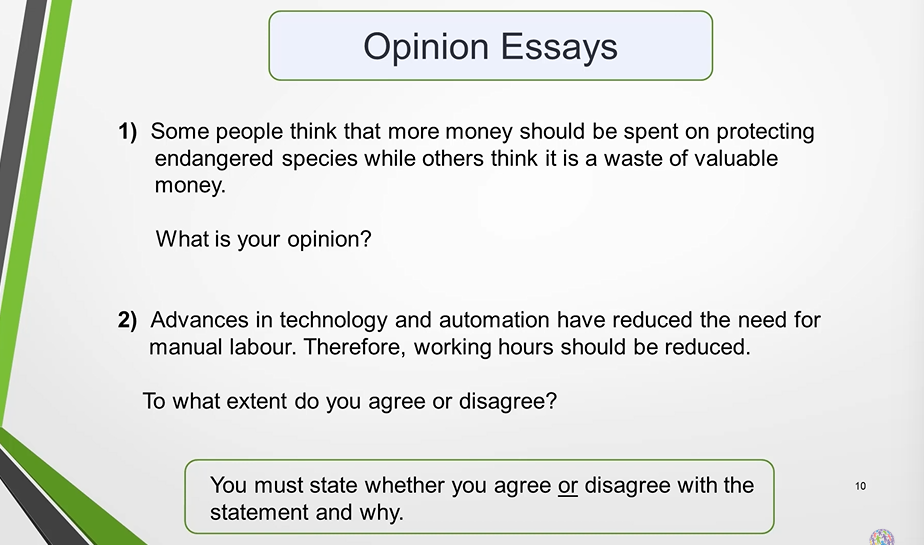 Opinion Essays
1) Some people think that more money should be spent on protecting
endangered species while others think it is a waste of valuable
money.
What is your opinion?
2) Advances in technology and automation have reduced the need for
manual labour. Therefore, working hours should be reduced.
To what extent do you agree or disagree?
You must state whether you agree or disagree with the
statement and why.
10